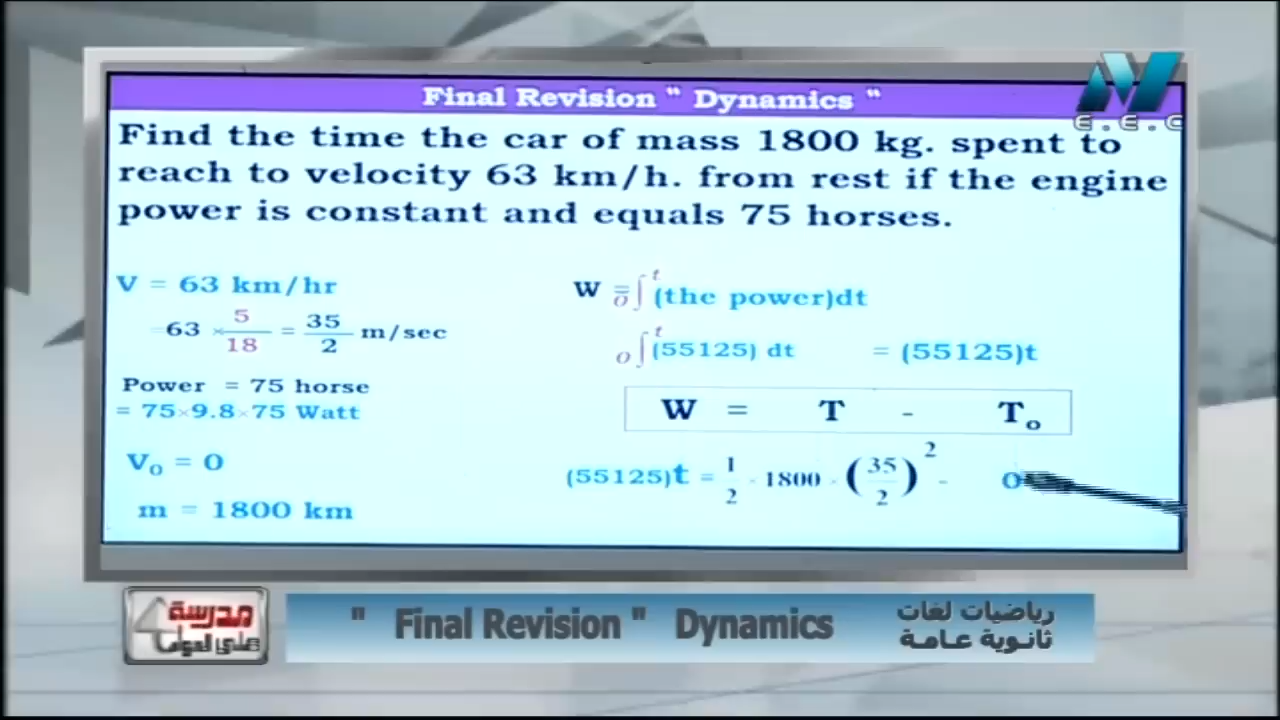 Final Revision " Dynamics "
E.E.C
Find the time the car of mass 1800 kg. spent to
reach to velocity 63 km/h. from rest if the engine
power is constant and equals 75 horses.
V = 63 km/hr
=63 × 5/18 = 35/2 m/sec
Power = 75 horse
= 75×9.8×75 Watt
V₀ = 0
m = 1800 km
W = ₀∫ᵗ (the power)dt
₀∫ᵗ (55125) dt = (55125)t
W = T - T₀
(55125)t = 1/2 · 1800 · (35/2)² - 0
مدرسة
على الهواء
" Final Revision " Dynamics
رياضيات لغات
ثانوية عامة